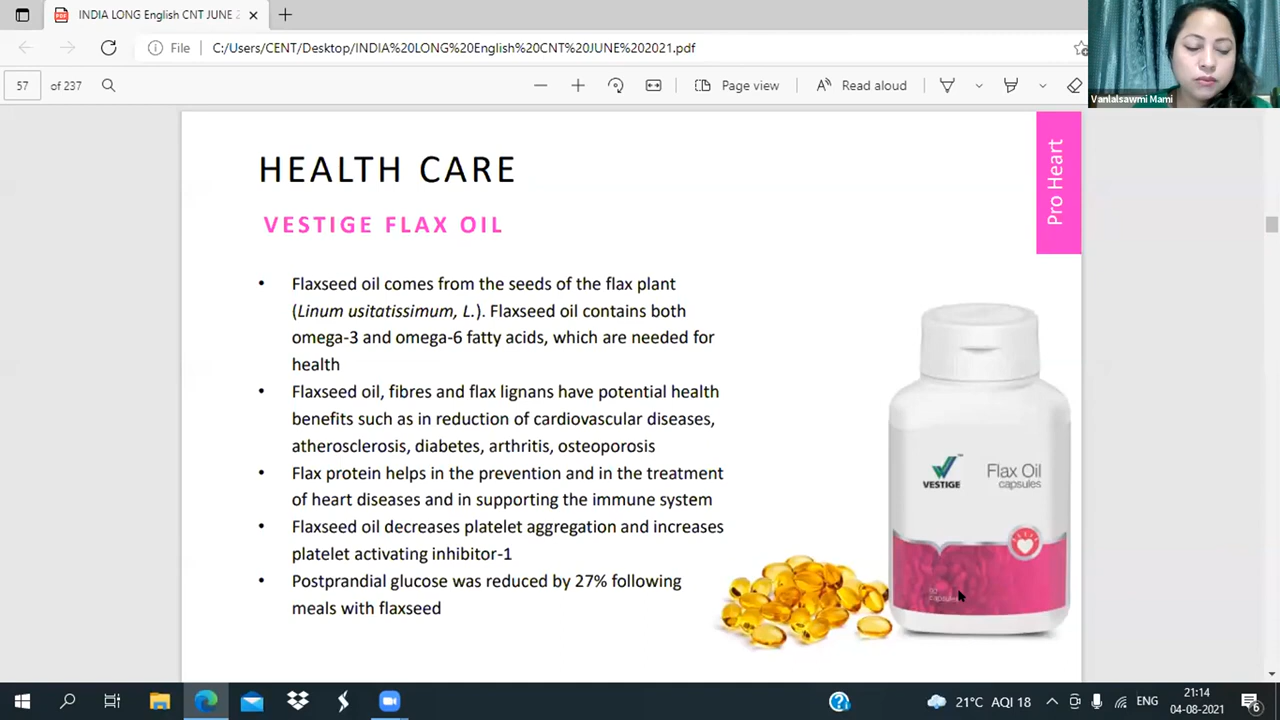 INDIA LONG English CNT JUNE 2
File
C:/Users/CENT/Desktop/INDIA%20LONG%20English%20CNT%20JUNE%202021.pdf
57 of 237
Page view
Read aloud
Vanlalsawmi Mami
Pro Heart
HEALTH CARE
VESTIGE FLAX OIL
• Flaxseed oil comes from the seeds of the flax plant
(Linum usitatissimum, L.). Flaxseed oil contains both
omega-3 and omega-6 fatty acids, which are needed for
health
• Flaxseed oil, fibres and flax lignans have potential health
benefits such as in reduction of cardiovascular diseases,
atherosclerosis, diabetes, arthritis, osteoporosis
• Flax protein helps in the prevention and in the treatment
of heart diseases and in supporting the immune system
• Flaxseed oil decreases platelet aggregation and increases
platelet activating inhibitor-1
• Postprandial glucose was reduced by 27% following
meals with flaxseed
VESTIGE
Flax Oil
capsules
capsules
21°C AQI 18
ENG
21:14
04-08-2021
6